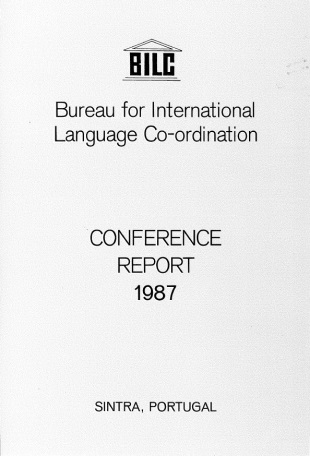 BILC
Bureau for International
Language Co-ordination
CONFERENCE
REPORT
1987
SINTRA, PORTUGAL